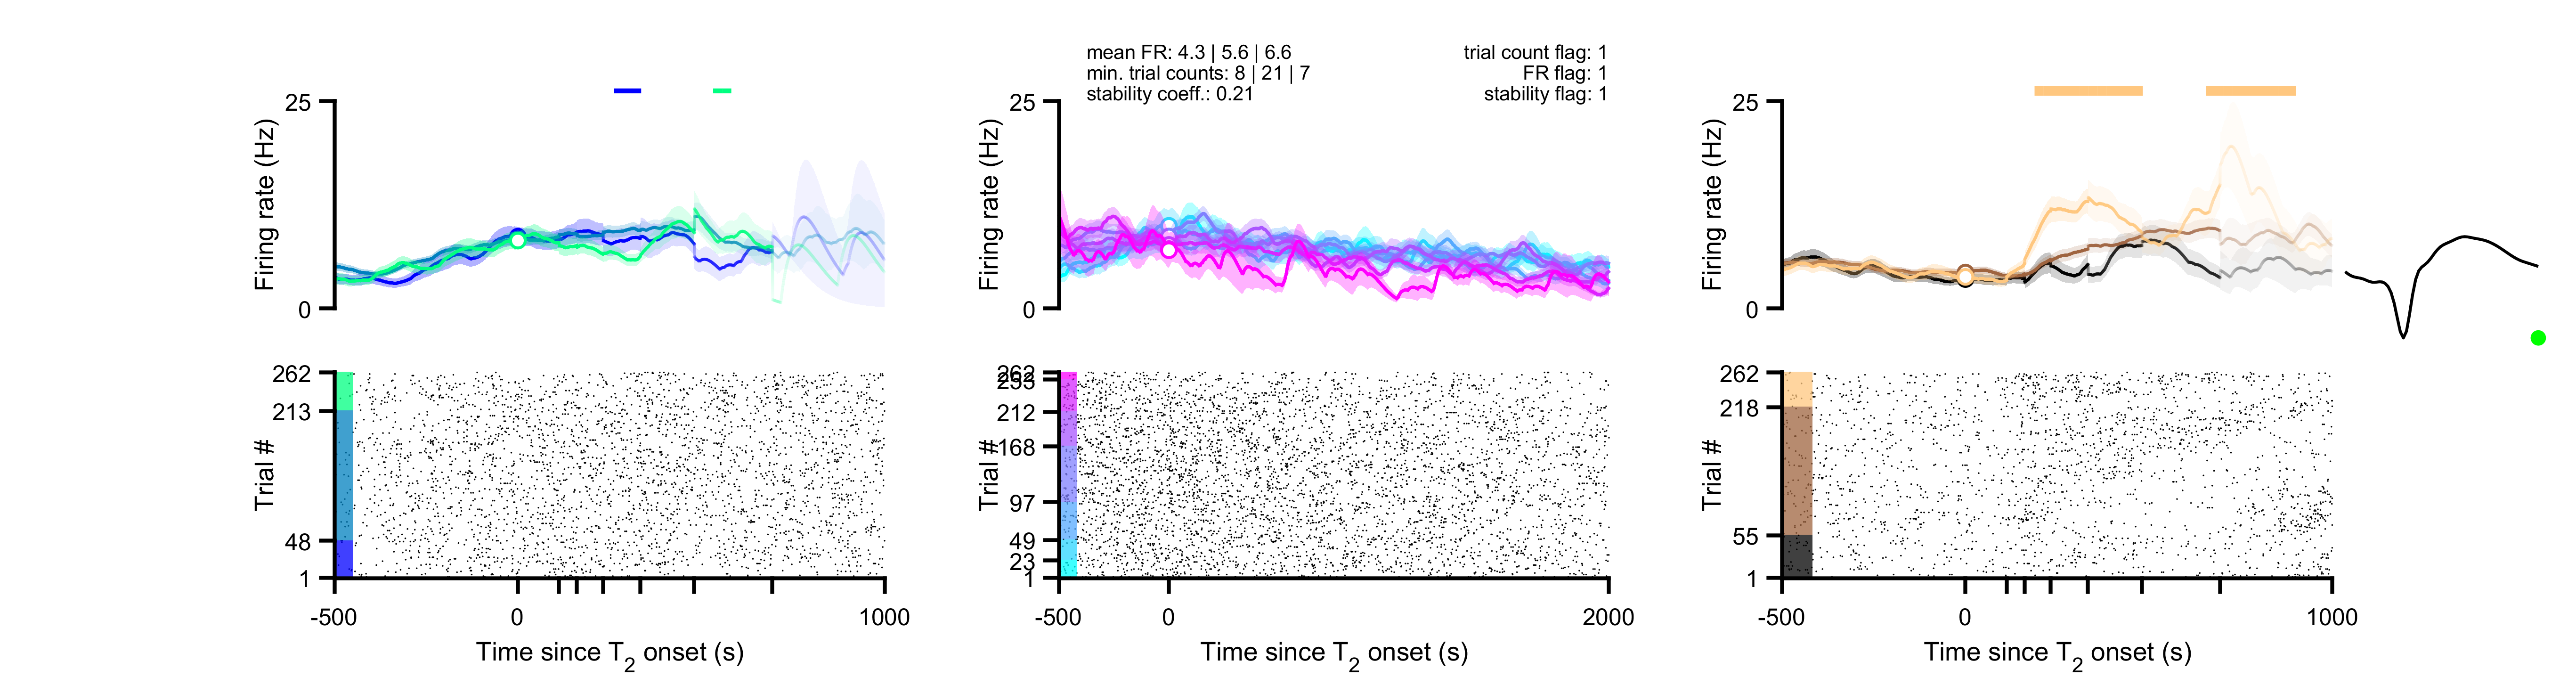 mean FR: 4.3 | 5.6 | 6.6
min. trial counts: 8 | 21 | 7
stability coeff.: 0.21
trial count flag: 1
FR flag: 1
stability flag: 1
25
Firing rate (Hz)
0
25
Firing rate (Hz)
0
25
Firing rate (Hz)
0
262
213
48
1
Trial #
-500
0
1000
Time since T2 onset (s)
262
212
168
97
49
23
1
Trial #
-500
0
2000
Time since T2 onset (s)
262
218
55
1
Trial #
-500
0
1000
Time since T2 onset (s)